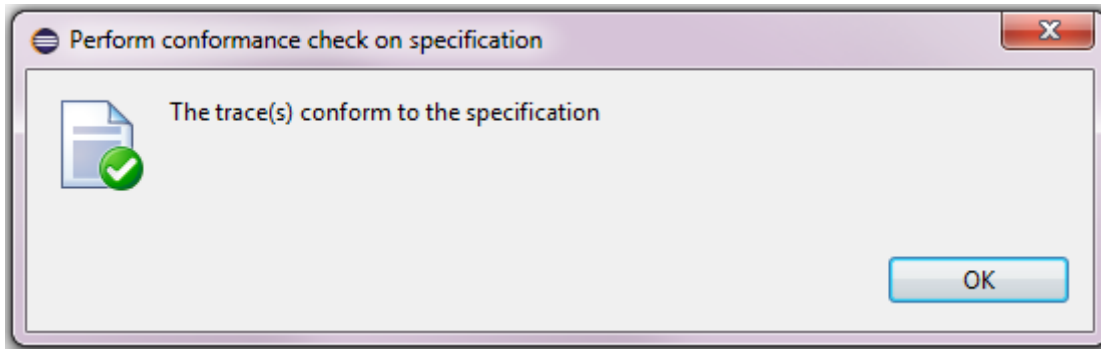 Perform conformance check on specification
The trace(s) conform to the specification
OK